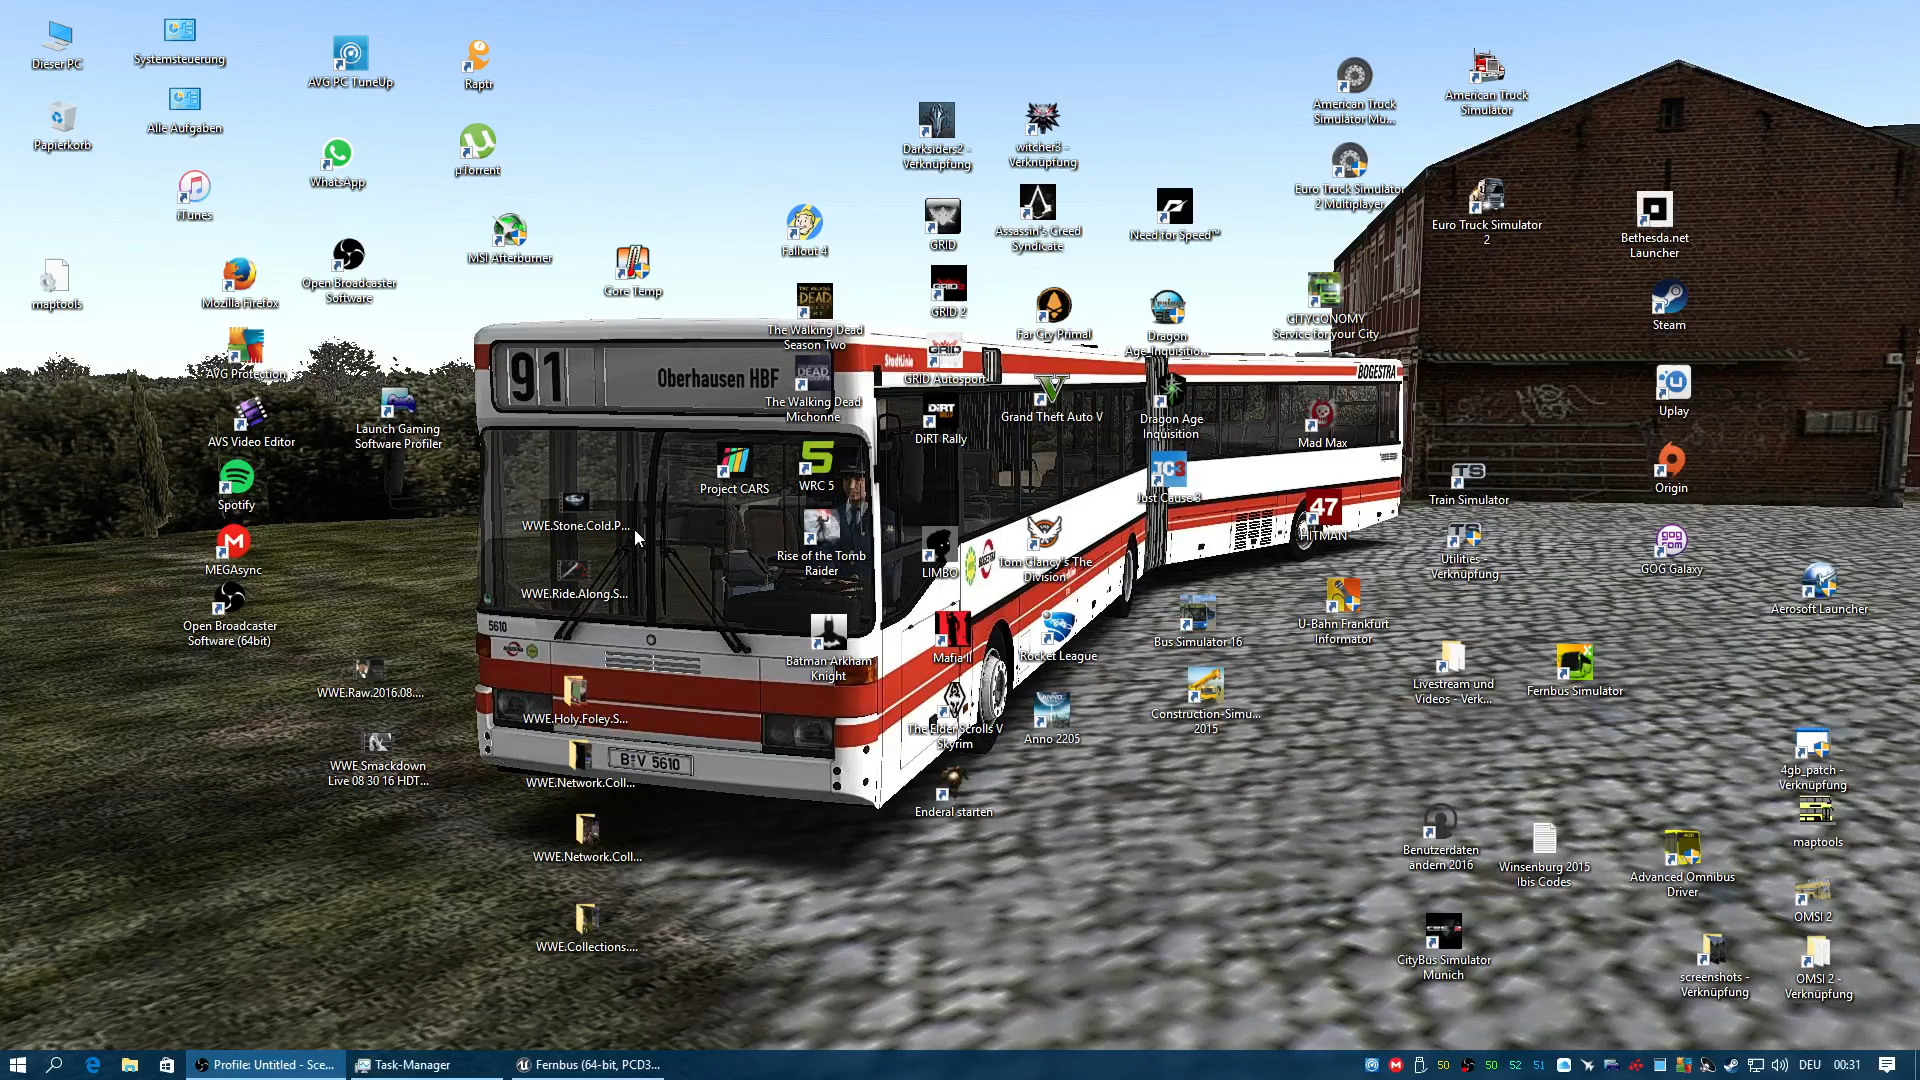 Dieser PC
Systemsteuerung
AVG PC TuneUp
Raptr
Papierkorb
Alle Aufgaben
WhatsApp
µTorrent
iTunes
maptools
Mozilla Firefox
Open Broadcaster
Software
MSI Afterburner
Core Temp
AVG Protection
AVS Video Editor
Launch Gaming
Software Profiler
Spotify
MEGAsync
Open Broadcaster
Software (64bit)
WWE.Raw.2016.08....
WWE Smackdown
Live 08 30 16 HDT...
WWE.Stone.Cold.P...
WWE.Ride.Along.S...
WWE.Holy.Foley.S...
WWE.Network.Coll...
WWE.Network.Coll...
WWE.Collections....
91
Oberhausen HBF
StadtLinie
BOGESTRA
5610
B V 5610
Project CARS
Fallout 4
The Walking Dead
Season Two
The Walking Dead
Michonne
WRC 5
Rise of the Tomb
Raider
Batman Arkham
Knight
Darksiders2 -
Verknüpfung
GRID
GRID 2
GRID Autosport
DiRT Rally
LIMBO
Mafia II
The Elder Scrolls V
Skyrim
Enderal starten
witcher3 -
Verknüpfung
Assassin's Creed
Syndicate
Far Cry Primal
Grand Theft Auto V
Tom Clancy's The
Division
Rocket League
Anno 2205
Need for Speed™
Dragon
Age_Inquisitio...
Dragon Age
Inquisition
Just Cause 3
Bus Simulator 16
Construction-Simu...
2015
American Truck
Simulator Mu...
Euro Truck Simulator
2 Multiplayer
CITYCONOMY
Service for your City
Mad Max
47
HITMAN
U-Bahn Frankfurt
Informator
American Truck
Simulator
Euro Truck Simulator
2
Train Simulator
Utilities -
Verknüpfung
Livestream und
Videos - Verk...
Fernbus Simulator
Bethesda.net
Launcher
Steam
Uplay
Origin
GOG Galaxy
Aerosoft Launcher
4gb_patch -
Verknüpfung
maptools
Benutzerdaten
ändern 2016
Winsenburg 2015
Ibis Codes
Advanced Omnibus
Driver
OMSI 2
CityBus Simulator
Munich
screenshots -
Verknüpfung
OMSI 2 -
Verknüpfung
Profile: Untitled - Sce...
Task-Manager
Fernbus (64-bit, PCD3...
50
50
52
51
DEU
00:31